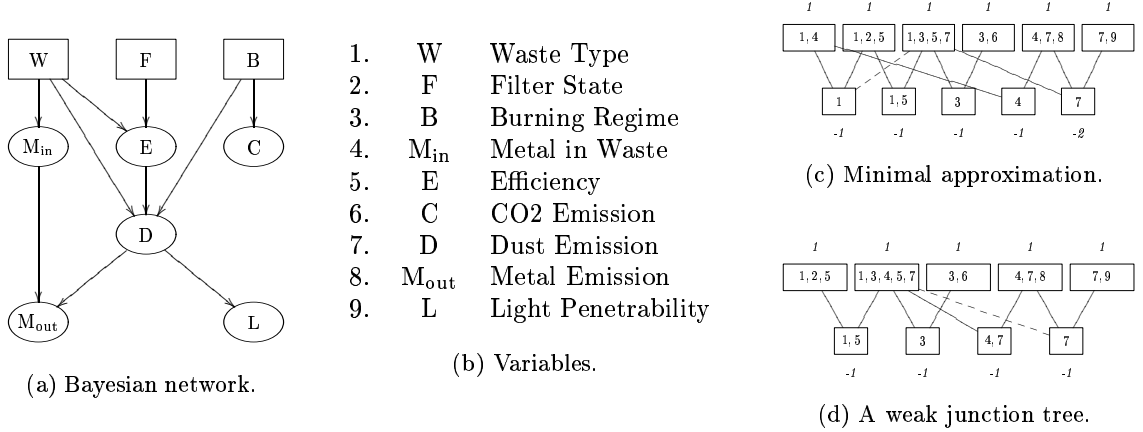 W F B
M_in E C
D
M_out L
(a) Bayesian network.
1. W Waste Type
2. F Filter State
3. B Burning Regime
4. M_in Metal in Waste
5. E Efficiency
6. C CO2 Emission
7. D Dust Emission
8. M_out Metal Emission
9. L Light Penetrability
(b) Variables.
1 1 1 1 1 1
1, 4 1, 2, 5 1, 3, 5, 7 3, 6 4, 7, 8 7, 9
1 1, 5 3 4 7
-1 -1 -1 -1 -2
(c) Minimal approximation.
1 1 1 1 1
1, 2, 5 1, 3, 4, 5, 7 3, 6 4, 7, 8 7, 9
1, 5 3 4, 7 7
-1 -1 -1 -1
(d) A weak junction tree.